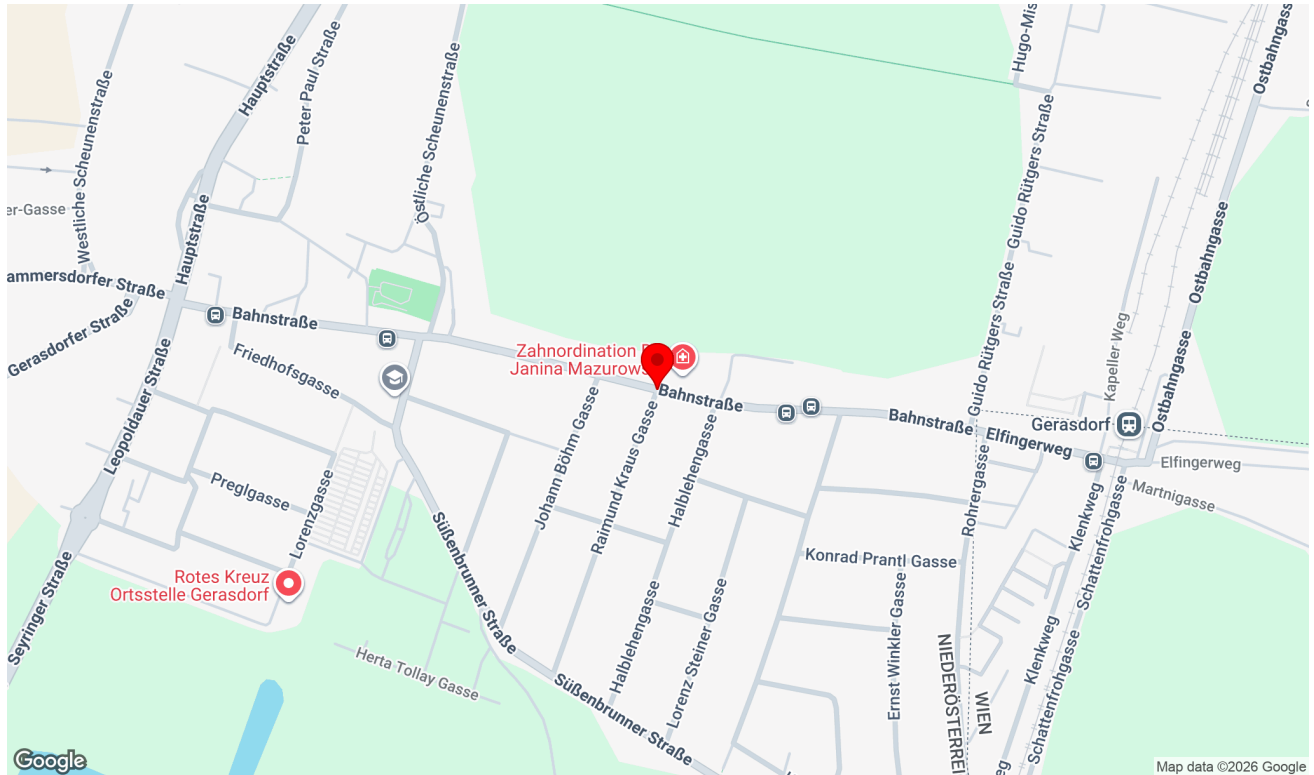 Hauptstraße
Peter Paul Straße
Westliche Scheunenstraße
Östliche Scheunenstraße
Hugo-Mis
Ostbahngasse
Guido Rütgers Straße
er-Gasse
Hauptstraße
Guido Rütgers Straße
Ostbahngasse
ammersdorfer Straße
Gerasdorfer Straße
Bahnstraße
Friedhofsgasse
Leopoldauer Straße
Zahnordination
Janina Mazurows
Bahnstraße
Bahnstraße
Elfingerweg
Kapeller Weg
Ostbahngasse
Gerasdorf
Elfingerweg
Martnigasse
Johann Böhm Gasse
Raimund Kraus Gasse
Halblehengasse
Rohrergasse
Klenkweg
Schattenfrohgasse
Preglgasse
Lorenzgasse
Süßenbrunner Straße
Konrad Prantl Gasse
Rotes Kreuz
Ortsstelle Gerasdorf
Seyringer Straße
Halblehengasse
Lorenz Steiner Gasse
Ernst Winkler Gasse
NIEDERÖSTERREI
WIEN
Klenkweg
Schattenfrohgasse
Herta Tollay Gasse
Süßenbrunner Straße
eg
Google
Map data ©2026 Google